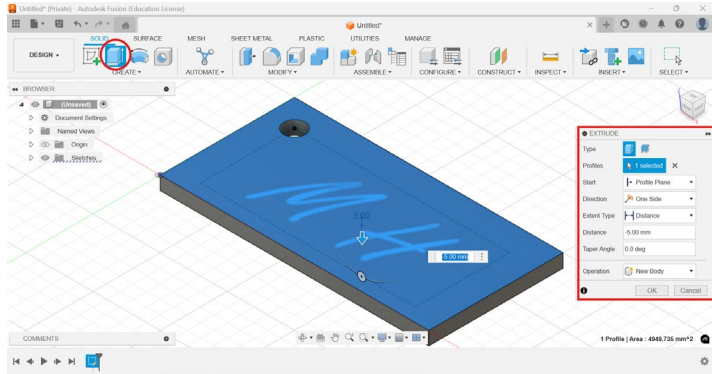 Untitled* (Private) - Autodesk Fusion (Education License)
Untitled*
SOLID SURFACE MESH SHEET METAL PLASTIC UTILITIES MANAGE
DESIGN
CREATE AUTOMATE MODIFY ASSEMBLE CONFIGURE CONSTRUCT INSPECT INSERT SELECT
BROWSER
(Unsaved)
Document Settings
Named Views
Origin
Sketches
5.00
-5.00 mm
EXTRUDE
Type
Profiles 1 selected
Start Profile Plane
Direction One Side
Extent Type Distance
Distance -5.00 mm
Taper Angle 0.0 deg
Operation New Body
OK Cancel
COMMENTS
1 Profile | Area : 4949.735 mm^2